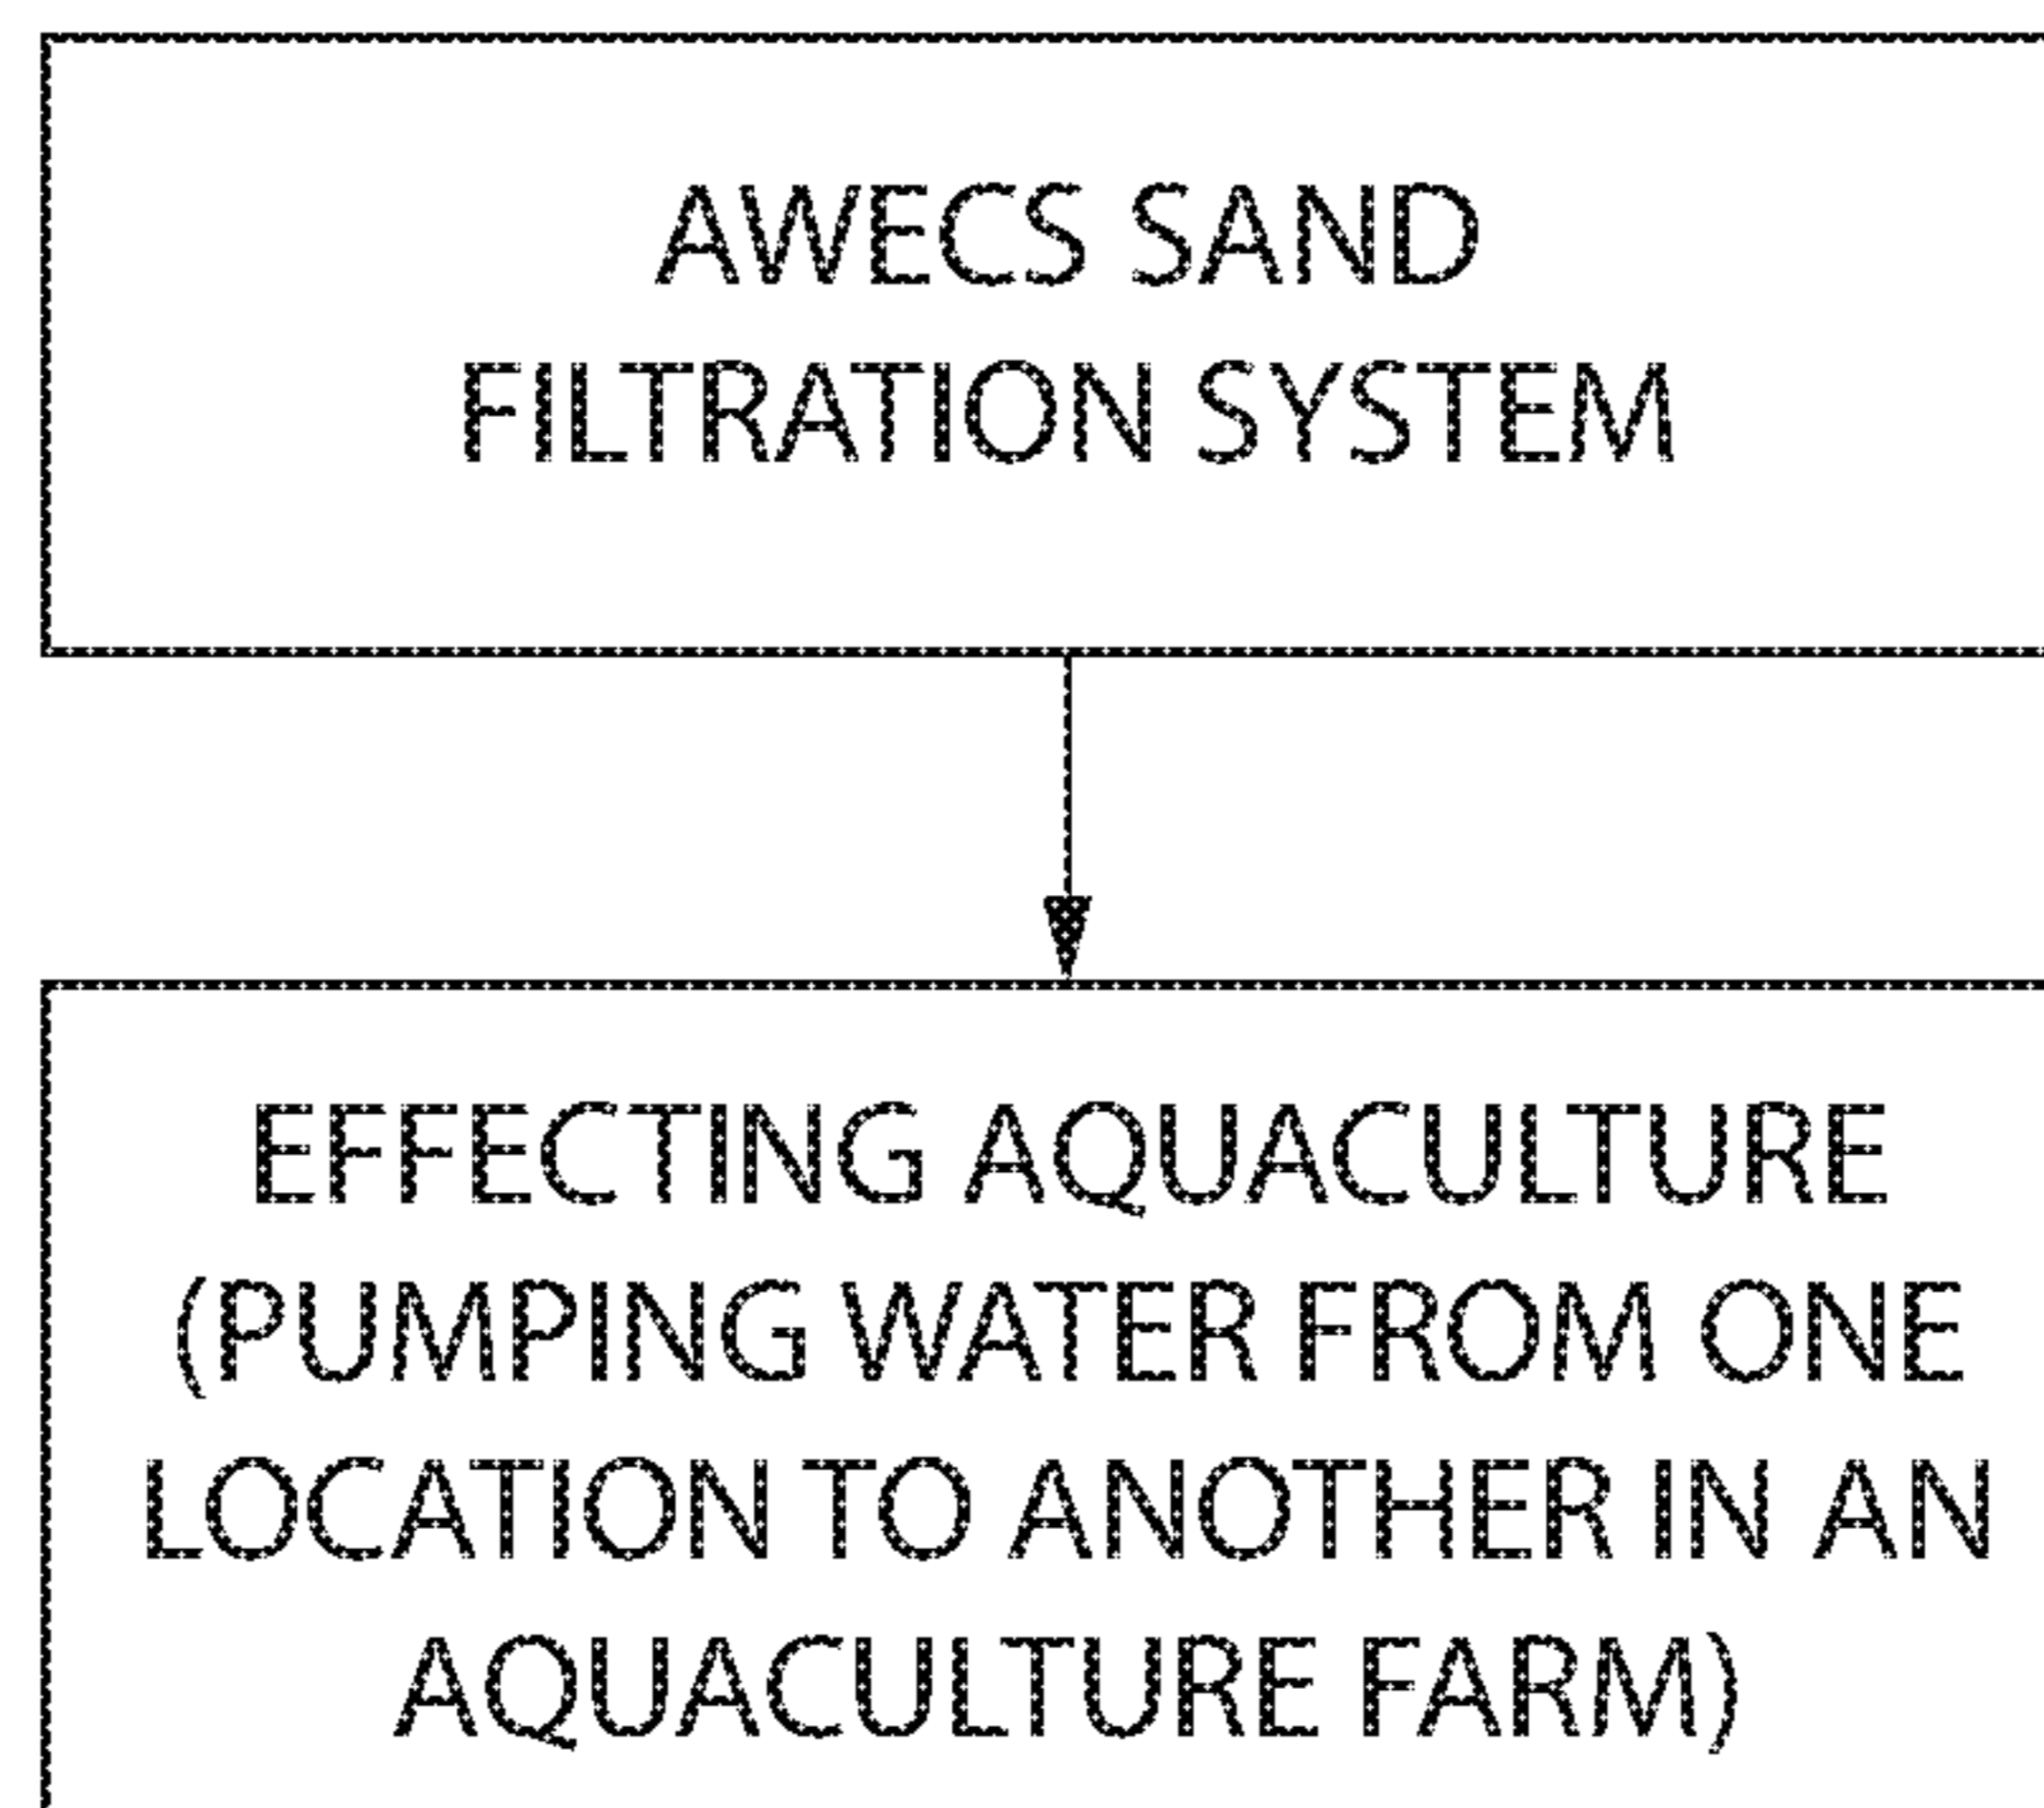 AWECS SAND
FILTRATION SYSTEM
EFFECTING AQUACULTURE
(PUMPING WATER FROM ONE
LOCATION TO ANOTHER IN AN
AQUACULTURE FARM)